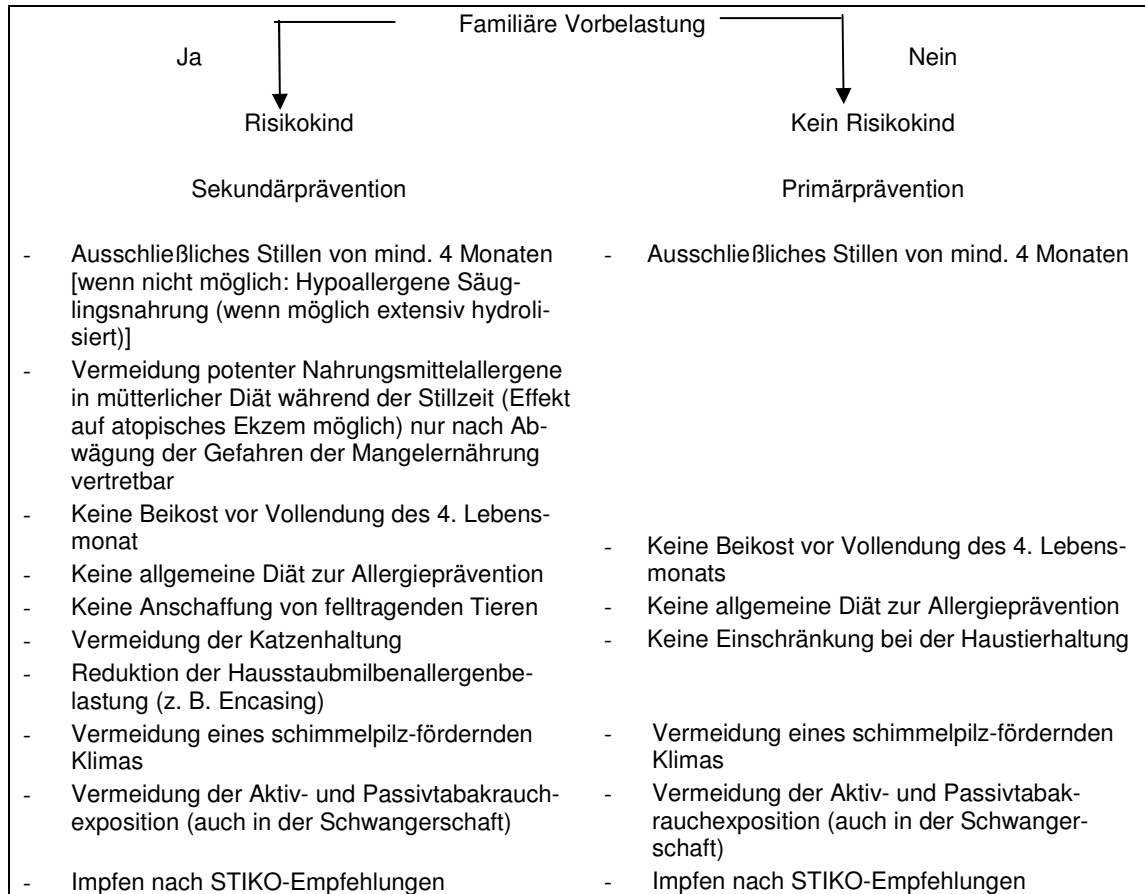 Familiäre Vorbelastung
Ja
Nein
Risikokind
Kein Risikokind
Sekundärprävention
Primärprävention
- Ausschließliches Stillen von mind. 4 Monaten
[wenn nicht möglich: Hypoallergene Säug-
lingsnahrung (wenn möglich extensiv hydroli-
siert)]
- Vermeidung potenter Nahrungsmittelallergene
in mütterlicher Diät während der Stillzeit (Effekt
auf atopisches Ekzem möglich) nur nach Ab-
wägung der Gefahren der Mangelernährung
vertretbar
- Keine Beikost vor Vollendung des 4. Lebens-
monat
- Keine allgemeine Diät zur Allergieprävention
- Keine Anschaffung von felltragenden Tieren
- Vermeidung der Katzenhaltung
- Reduktion der Hausstaubmilbenallergenbe-
lastung (z. B. Encasing)
- Vermeidung eines schimmelpilz-fördernden
Klimas
- Vermeidung der Aktiv- und Passivtabakrauch-
exposition (auch in der Schwangerschaft)
- Impfen nach STIKO-Empfehlungen
- Ausschließliches Stillen von mind. 4 Monaten
- Keine Beikost vor Vollendung des 4. Lebens-
monats
- Keine allgemeine Diät zur Allergieprävention
- Keine Einschränkung bei der Haustierhaltung
- Vermeidung eines schimmelpilz-fördernden
Klimas
- Vermeidung der Aktiv- und Passivtabak-
rauchexposition (auch in der Schwanger-
schaft)
- Impfen nach STIKO-Empfehlungen